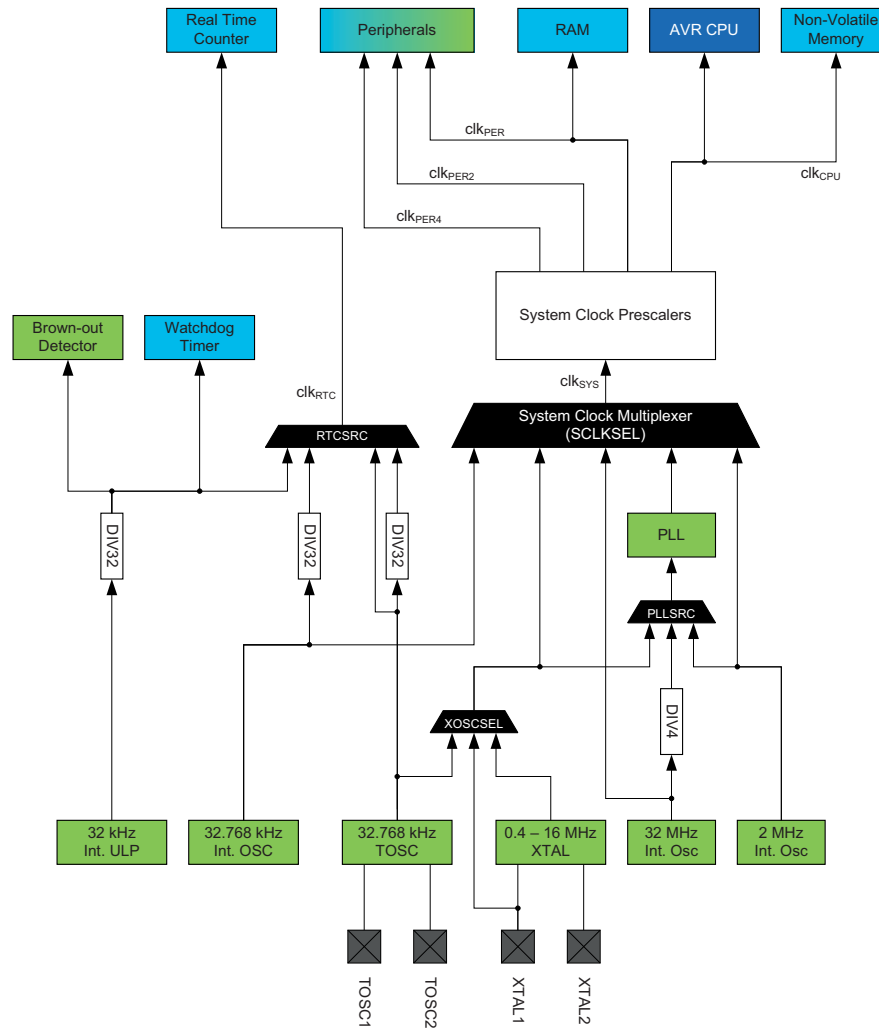 Real Time
Counter
Peripherals
RAM
AVR CPU
Non-Volatile
Memory
clkPER
clkPER2
clkCPU
clkPER4
System Clock Prescalers
Brown-out
Detector
Watchdog
Timer
clkRTC
clkSYS
System Clock Multiplexer
(SCLKSEL)
RTCSRC
DIV32
DIV32
DIV32
PLL
PLLSRC
XOSCSEL
DIV4
32 kHz
Int. ULP
32.768 kHz
Int. OSC
32.768 kHz
TOSC
0.4 – 16 MHz
XTAL
32 MHz
Int. Osc
2 MHz
Int. Osc
TOSC1
TOSC2
XTAL1
XTAL2